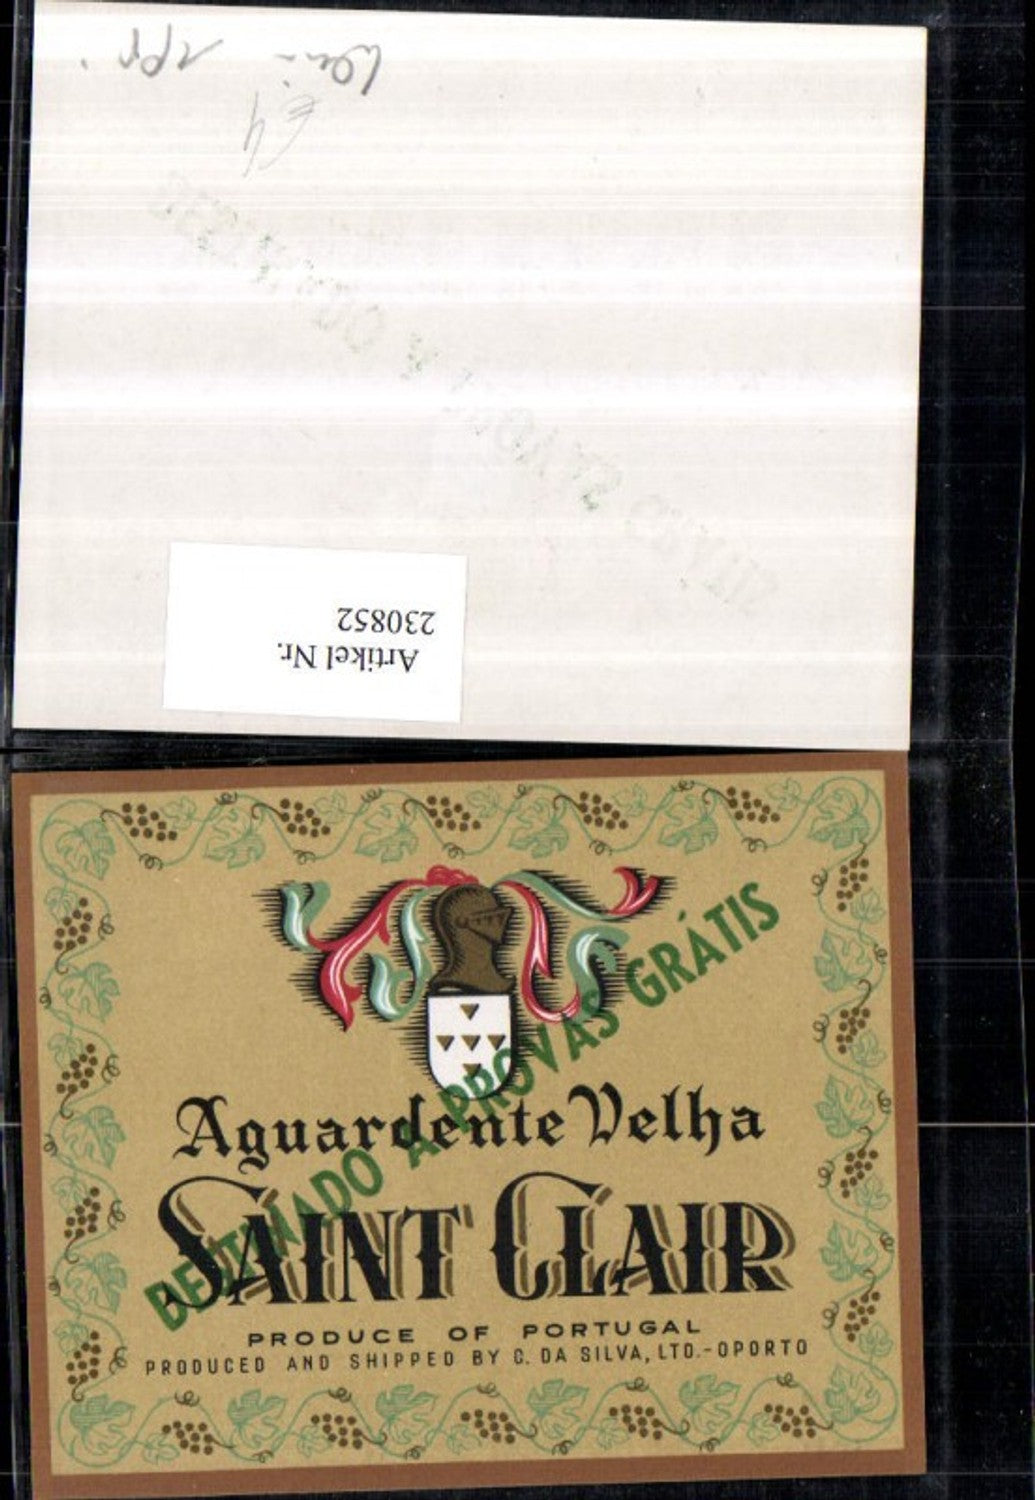 €4
Artikel Nr.
230852
DESTINADO A PROVAS GRÁTIS
Aguardente Velha
SAINT CLAIR
PRODUCE OF PORTUGAL
PRODUCED AND SHIPPED BY C. DA SILVA, LTD.-OPORTO